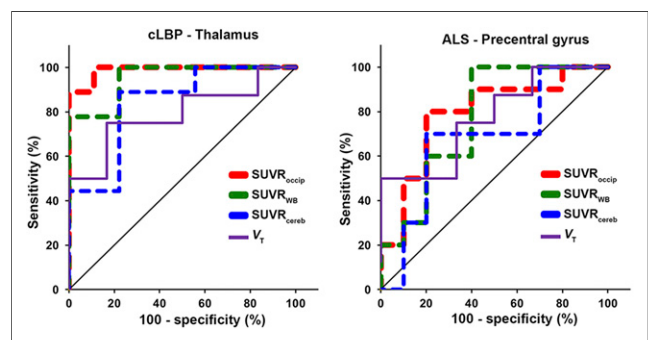 cLBP - Thalamus
Sensitivity (%)
100
80
60
40
20
0
SUVRoccip
SUVRWB
SUVRcereb
VT
0 20 40 60 80 100
100 - specificity (%)
ALS - Precentral gyrus
Sensitivity (%)
100
80
60
40
20
0
SUVRoccip
SUVRWB
SUVRcereb
VT
0 20 40 60 80 100
100 - specificity (%)